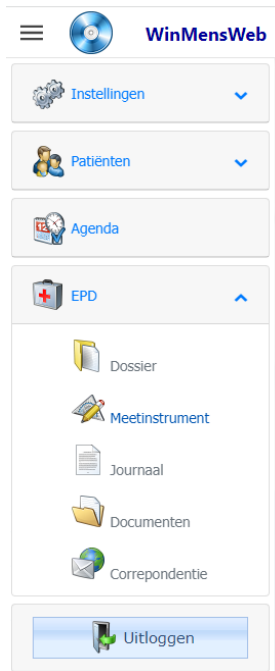 WinMensWeb
Instellingen
Patiënten
Agenda
EPD
Dossier
Meetinstrument
Journaal
Documenten
Correpondentie
Uitloggen